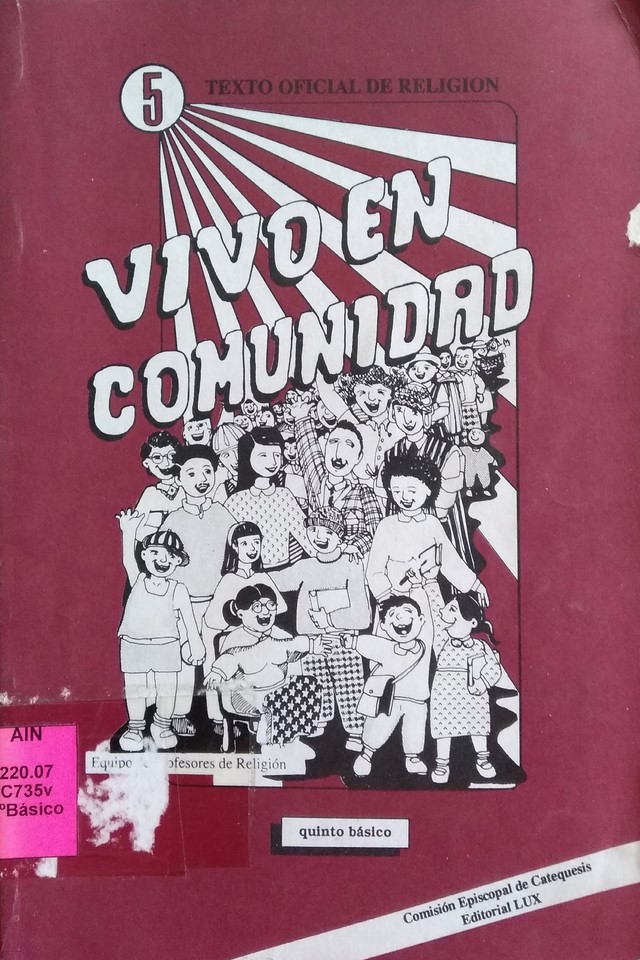 5
TEXTO OFICIAL DE RELIGION
VIVO EN
COMUNIDAD
Equipo ofesores de Religión
quinto básico
Comisión Episcopal de Catequesis
Editorial LUX
AIN
220.07
C735v
ºBásico